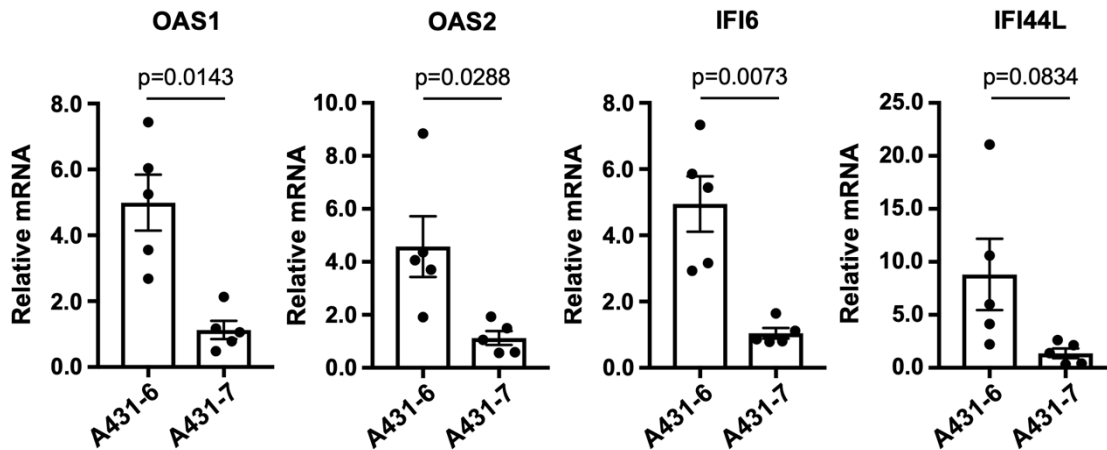 OAS1
p=0.0143
Relative mRNA
8.0
6.0
4.0
2.0
0.0
A431-6
A431-7
OAS2
p=0.0288
Relative mRNA
10.0
8.0
6.0
4.0
2.0
0.0
A431-6
A431-7
IFI6
p=0.0073
Relative mRNA
8.0
6.0
4.0
2.0
0.0
A431-6
A431-7
IFI44L
p=0.0834
Relative mRNA
25.0
20.0
15.0
10.0
5.0
0.0
A431-6
A431-7